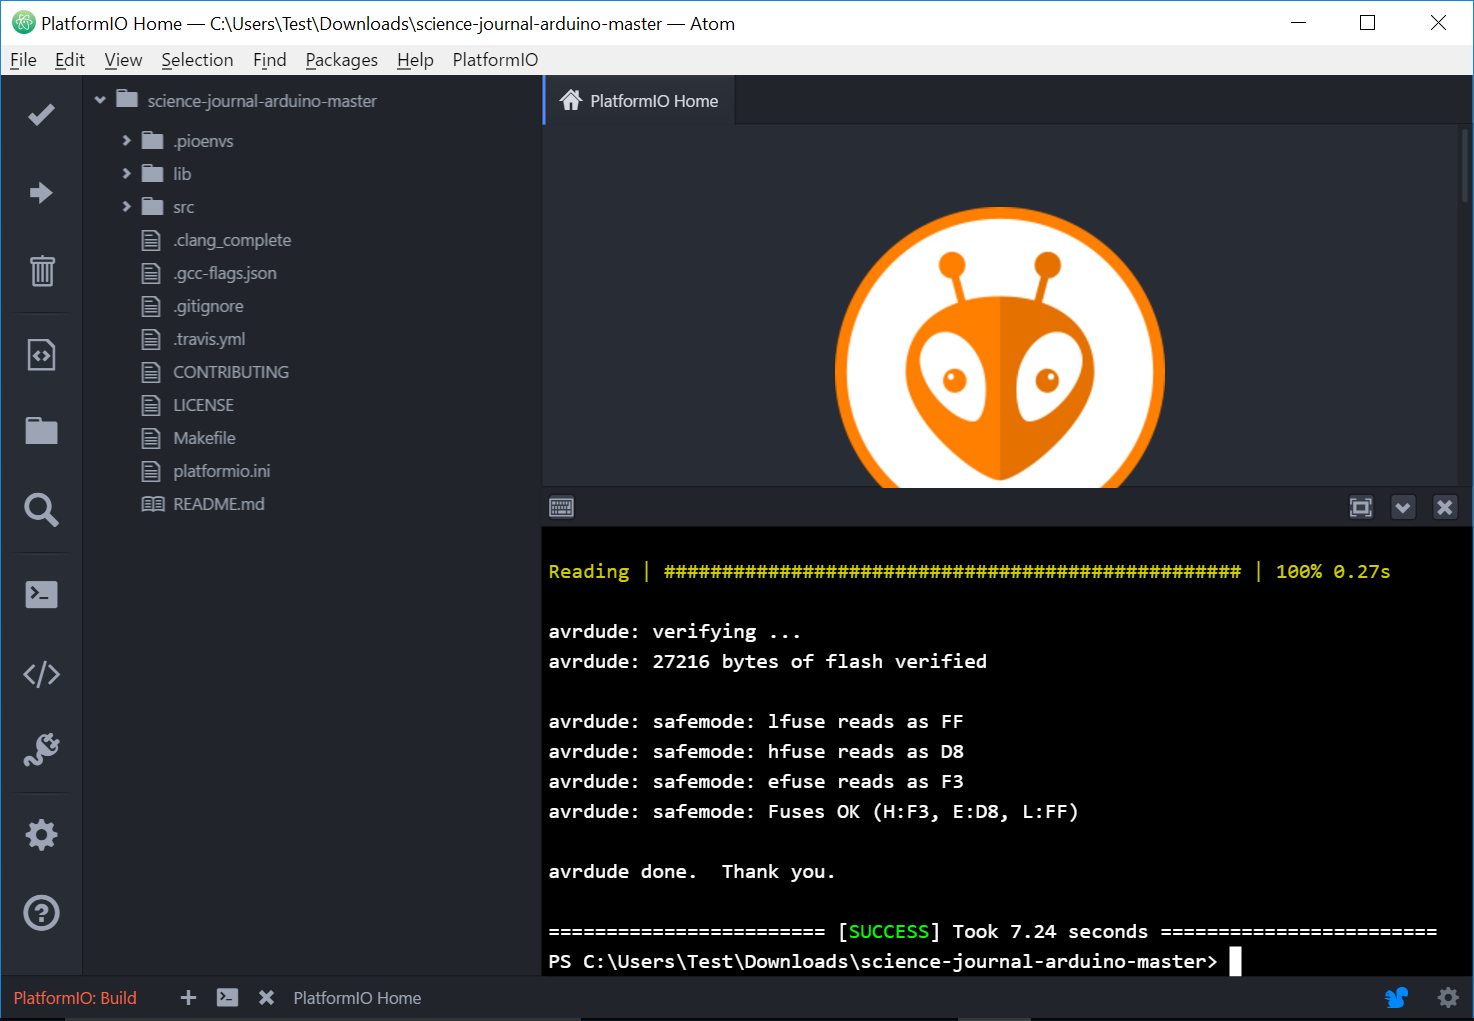 PlatformIO Home — C:\Users\Test\Downloads\science-journal-arduino-master — Atom
File Edit View Selection Find Packages Help PlatformIO
science-journal-arduino-master
.pioenvs
lib
src
.clang_complete
.gcc-flags.json
.gitignore
.travis.yml
CONTRIBUTING
LICENSE
Makefile
platformio.ini
README.md
PlatformIO Home
Reading | ################################################## | 100% 0.27s
avrdude: verifying ...
avrdude: 27216 bytes of flash verified
avrdude: safemode: lfuse reads as FF
avrdude: safemode: hfuse reads as D8
avrdude: safemode: efuse reads as F3
avrdude: safemode: Fuses OK (H:F3, E:D8, L:FF)
avrdude done.  Thank you.
======================== [SUCCESS] Took 7.24 seconds ========================
PS C:\Users\Test\Downloads\science-journal-arduino-master>
PlatformIO: Build PlatformIO Home